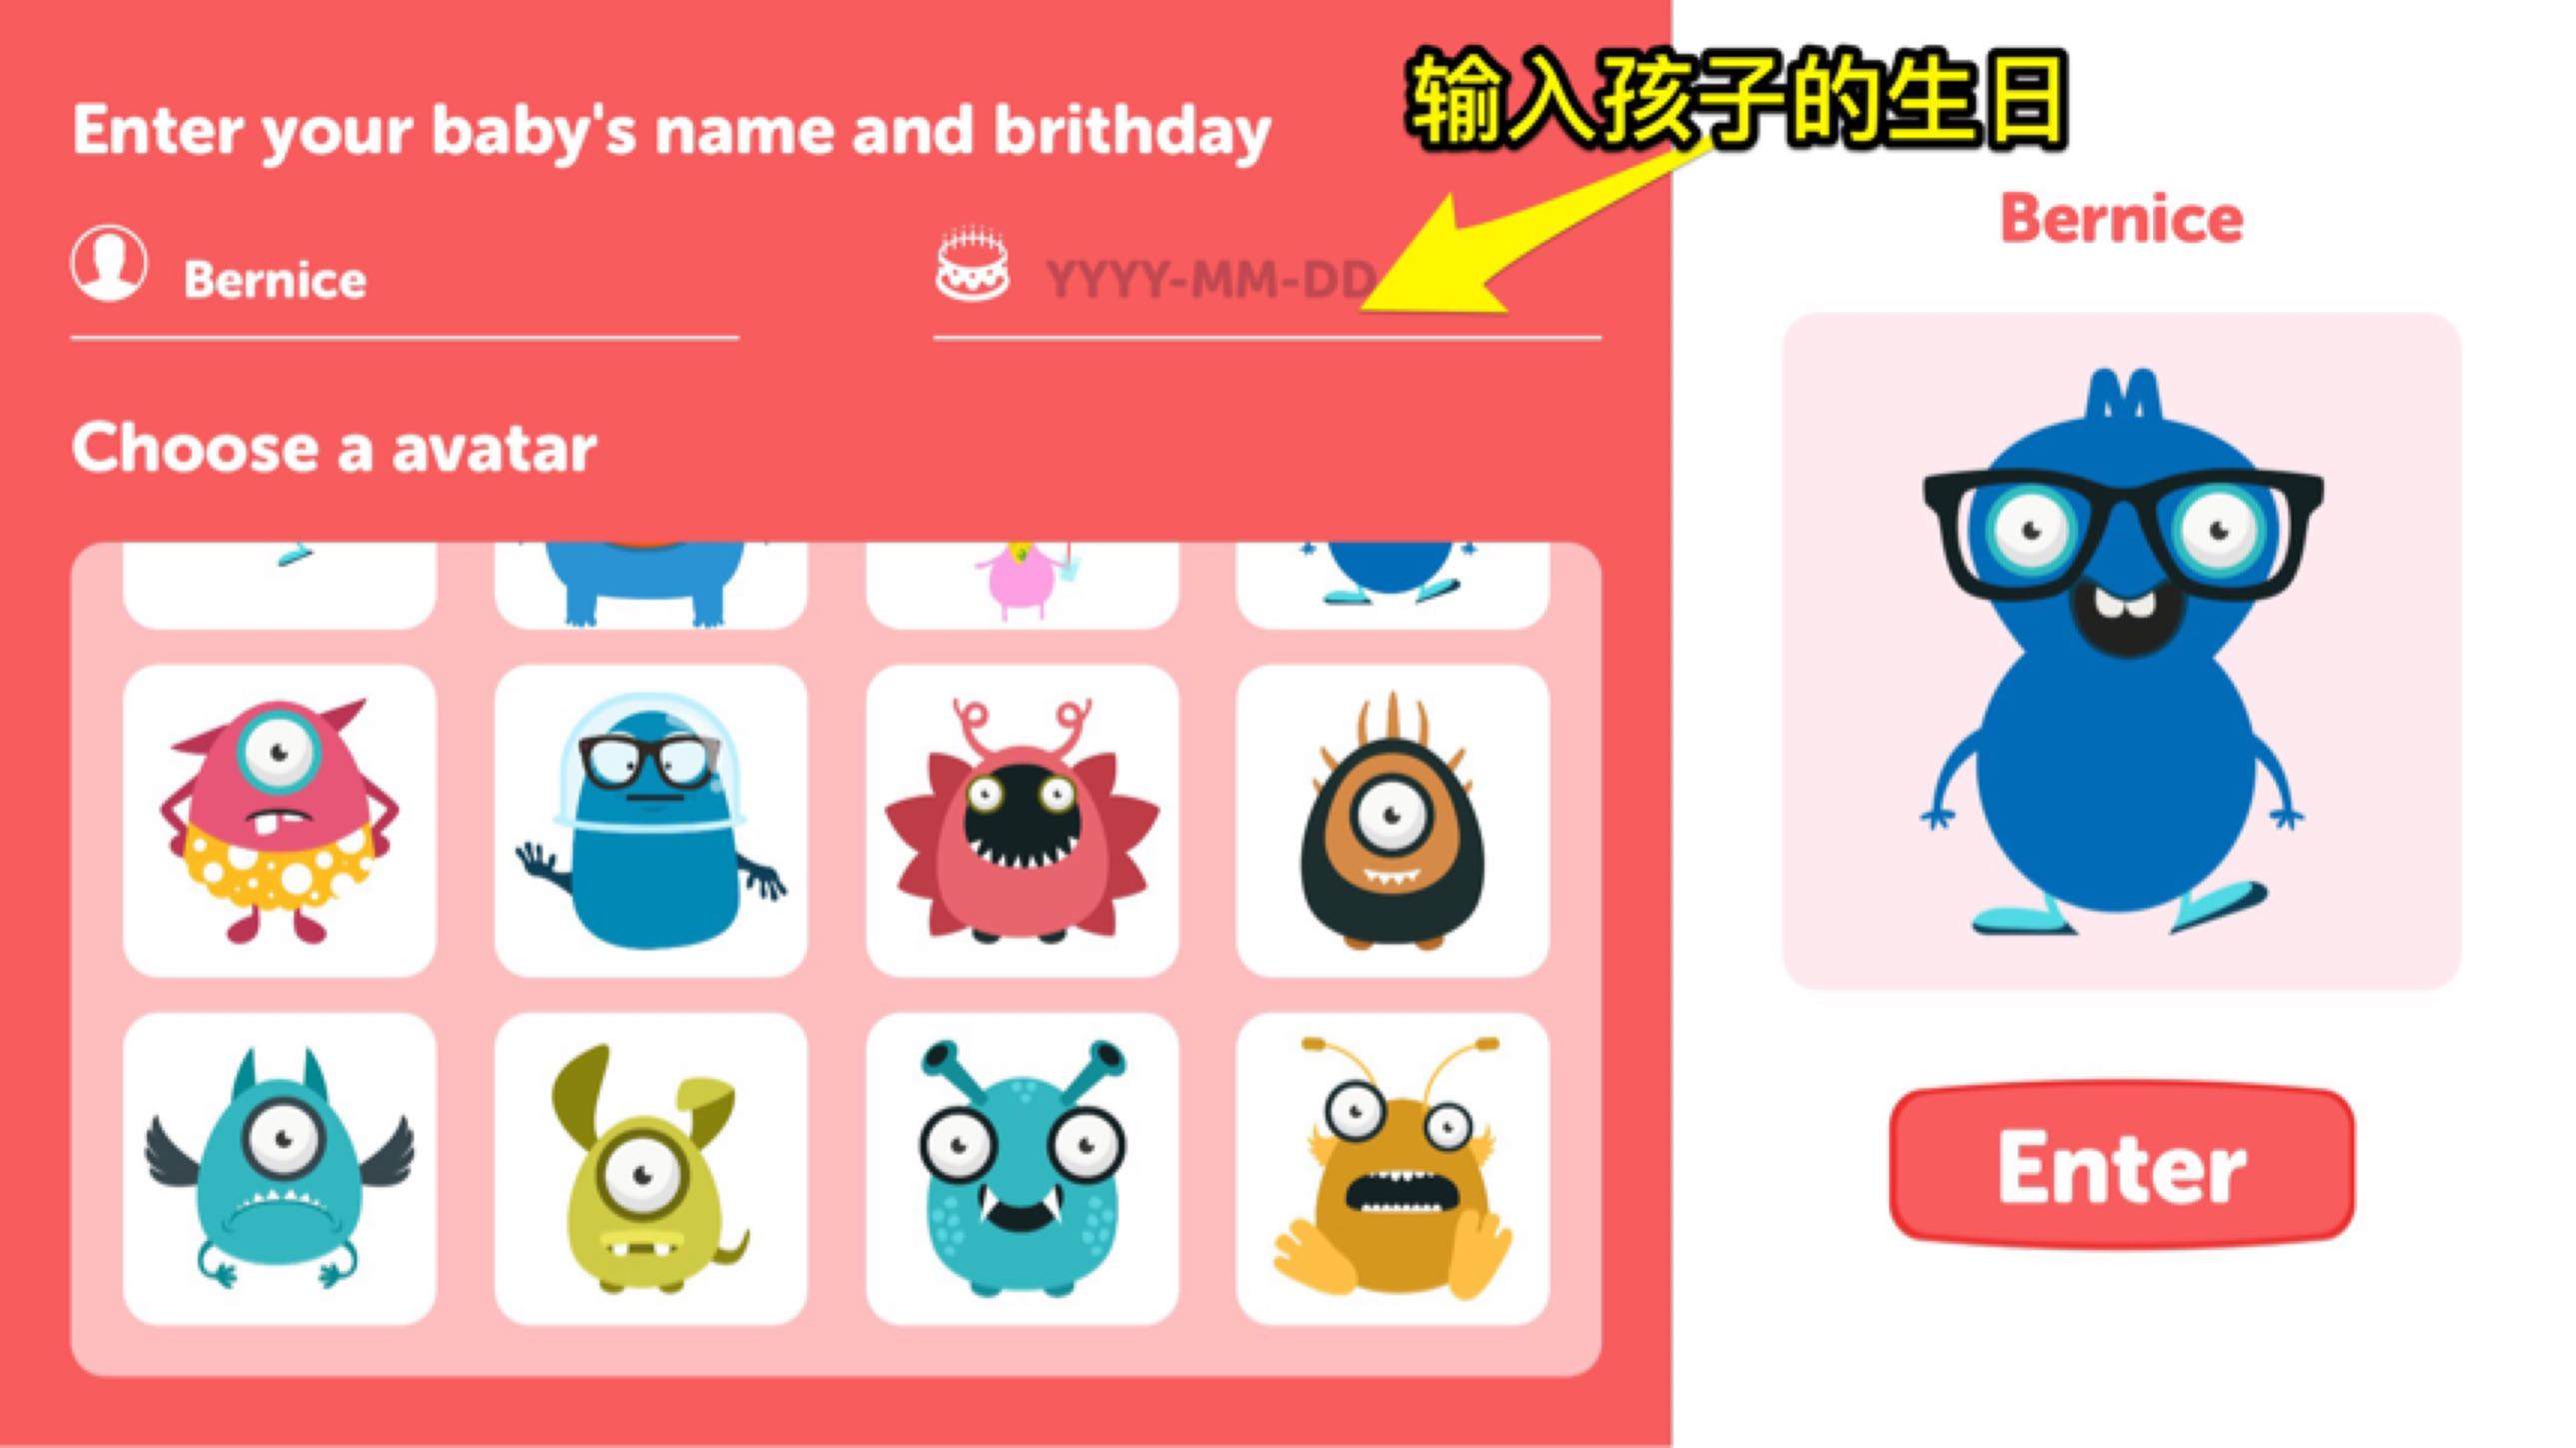 输入孩子的生日
Enter your baby's name and brithday
Bernice
YYYY-MM-DD
Bernice
Choose a avatar
Enter